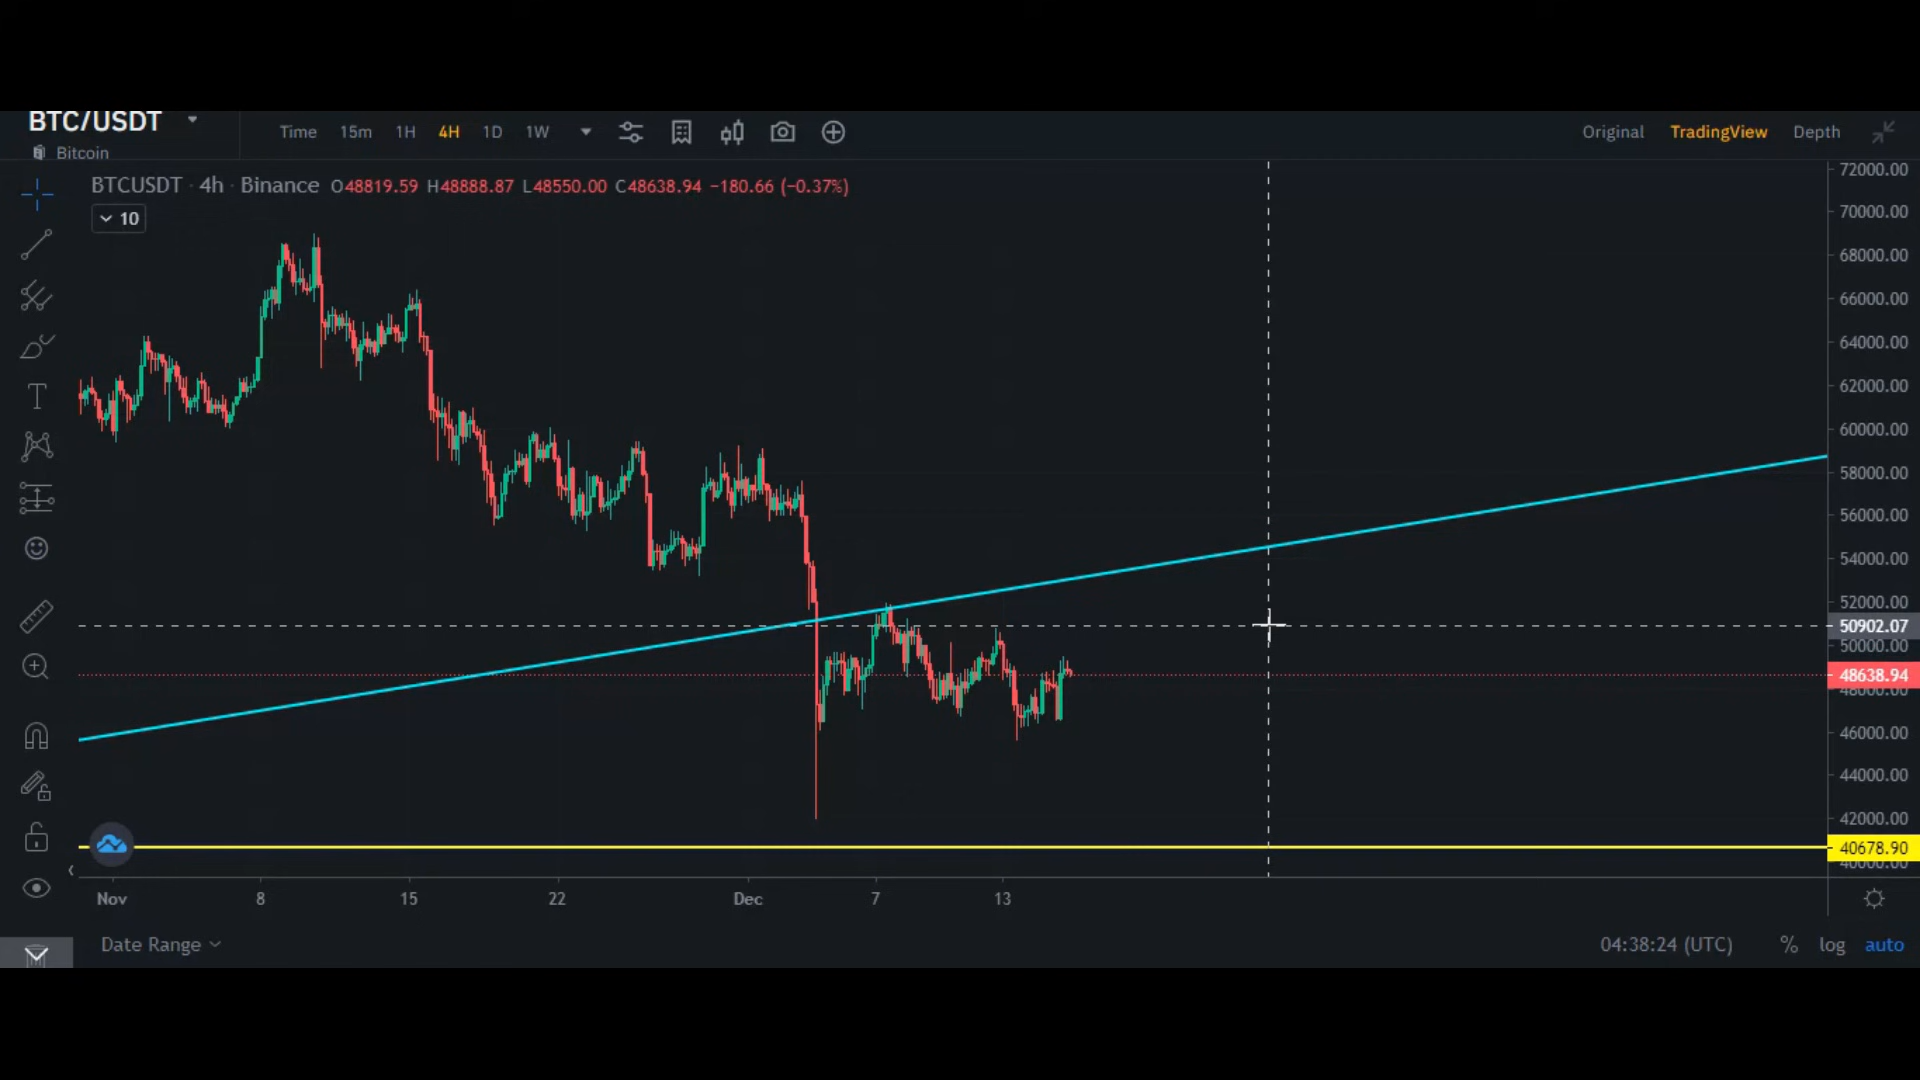 BTC/USDT
Bitcoin
Time 15m 1H 4H 1D 1W
Original TradingView Depth
BTCUSDT · 4h · Binance O48819.59 H48888.87 L48550.00 C48638.94 −180.66 (−0.37%)
10
72000.00
70000.00
68000.00
66000.00
64000.00
62000.00
60000.00
58000.00
56000.00
54000.00
52000.00
50902.07
50000.00
48638.94
48000.00
46000.00
44000.00
42000.00
40678.90
40000.00
Nov 8 15 22 Dec 7 13
Date Range
04:38:24 (UTC) % log auto